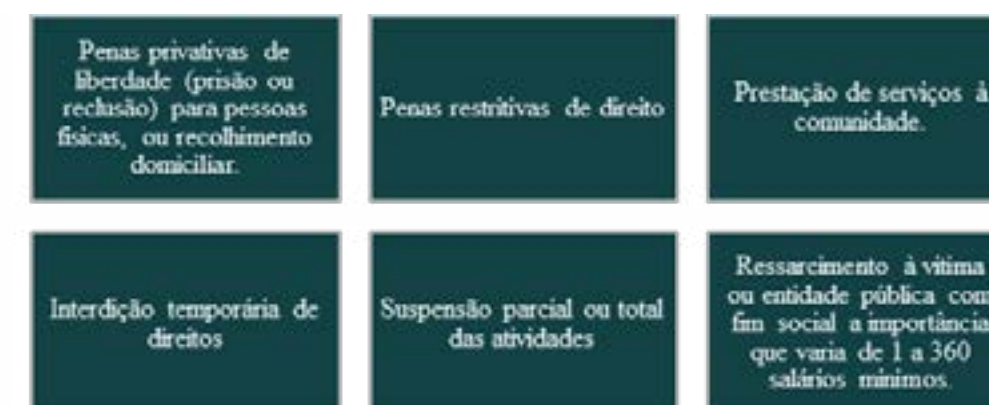 Penas privativas de
liberdade (prisão ou
reclusão) para pessoas
físicas, ou recolhimento
domiciliar.
Penas restritivas de direito
Prestação de serviços à
comunidade.
Interdição temporária de
direitos
Suspensão parcial ou total
das atividades
Ressarcimento à vítima
ou entidade pública com
fim social a importância
que varia de 1 a 360
salários mínimos.